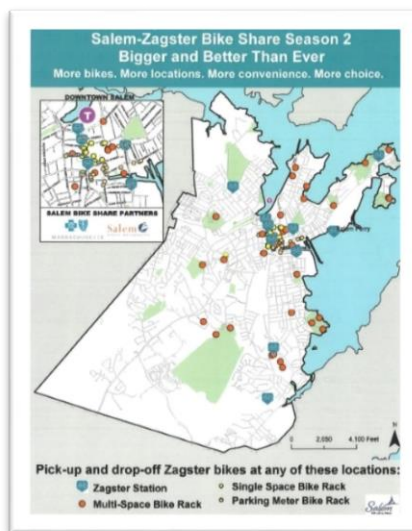 Salem-Zagster Bike Share Season 2
Bigger and Better Than Ever
More bikes. More locations. More convenience. More choice.
DOWNTOWN SALEM
T
SALEM BIKE SHARE PARTNERS
Salem
Salem Ferry
N
0 2,050 4,100 Feet
Pick-up and drop-off Zagster bikes at any of these locations:
Zagster Station
Single Space Bike Rack
Multi-Space Bike Rack
Parking Meter Bike Rack
Salem